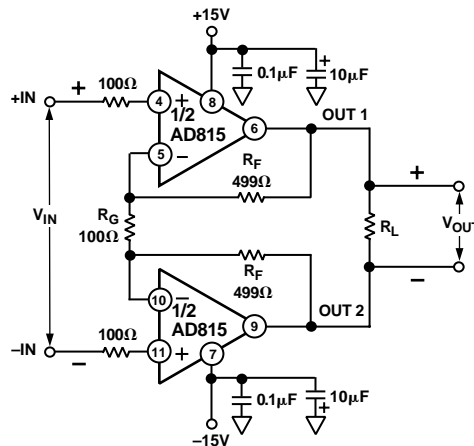 +15V
100Ω
0.1µF
10µF
+
+IN
+
4
+
8
1/2
AD815
6
OUT 1
5
–
R_F
499Ω
+
V_IN
R_G
100Ω
R_L
V_OUT
R_F
499Ω
–
10
–
1/2
AD815
9
OUT 2
100Ω
–IN
–
11
+
7
0.1µF
10µF
+
–15V